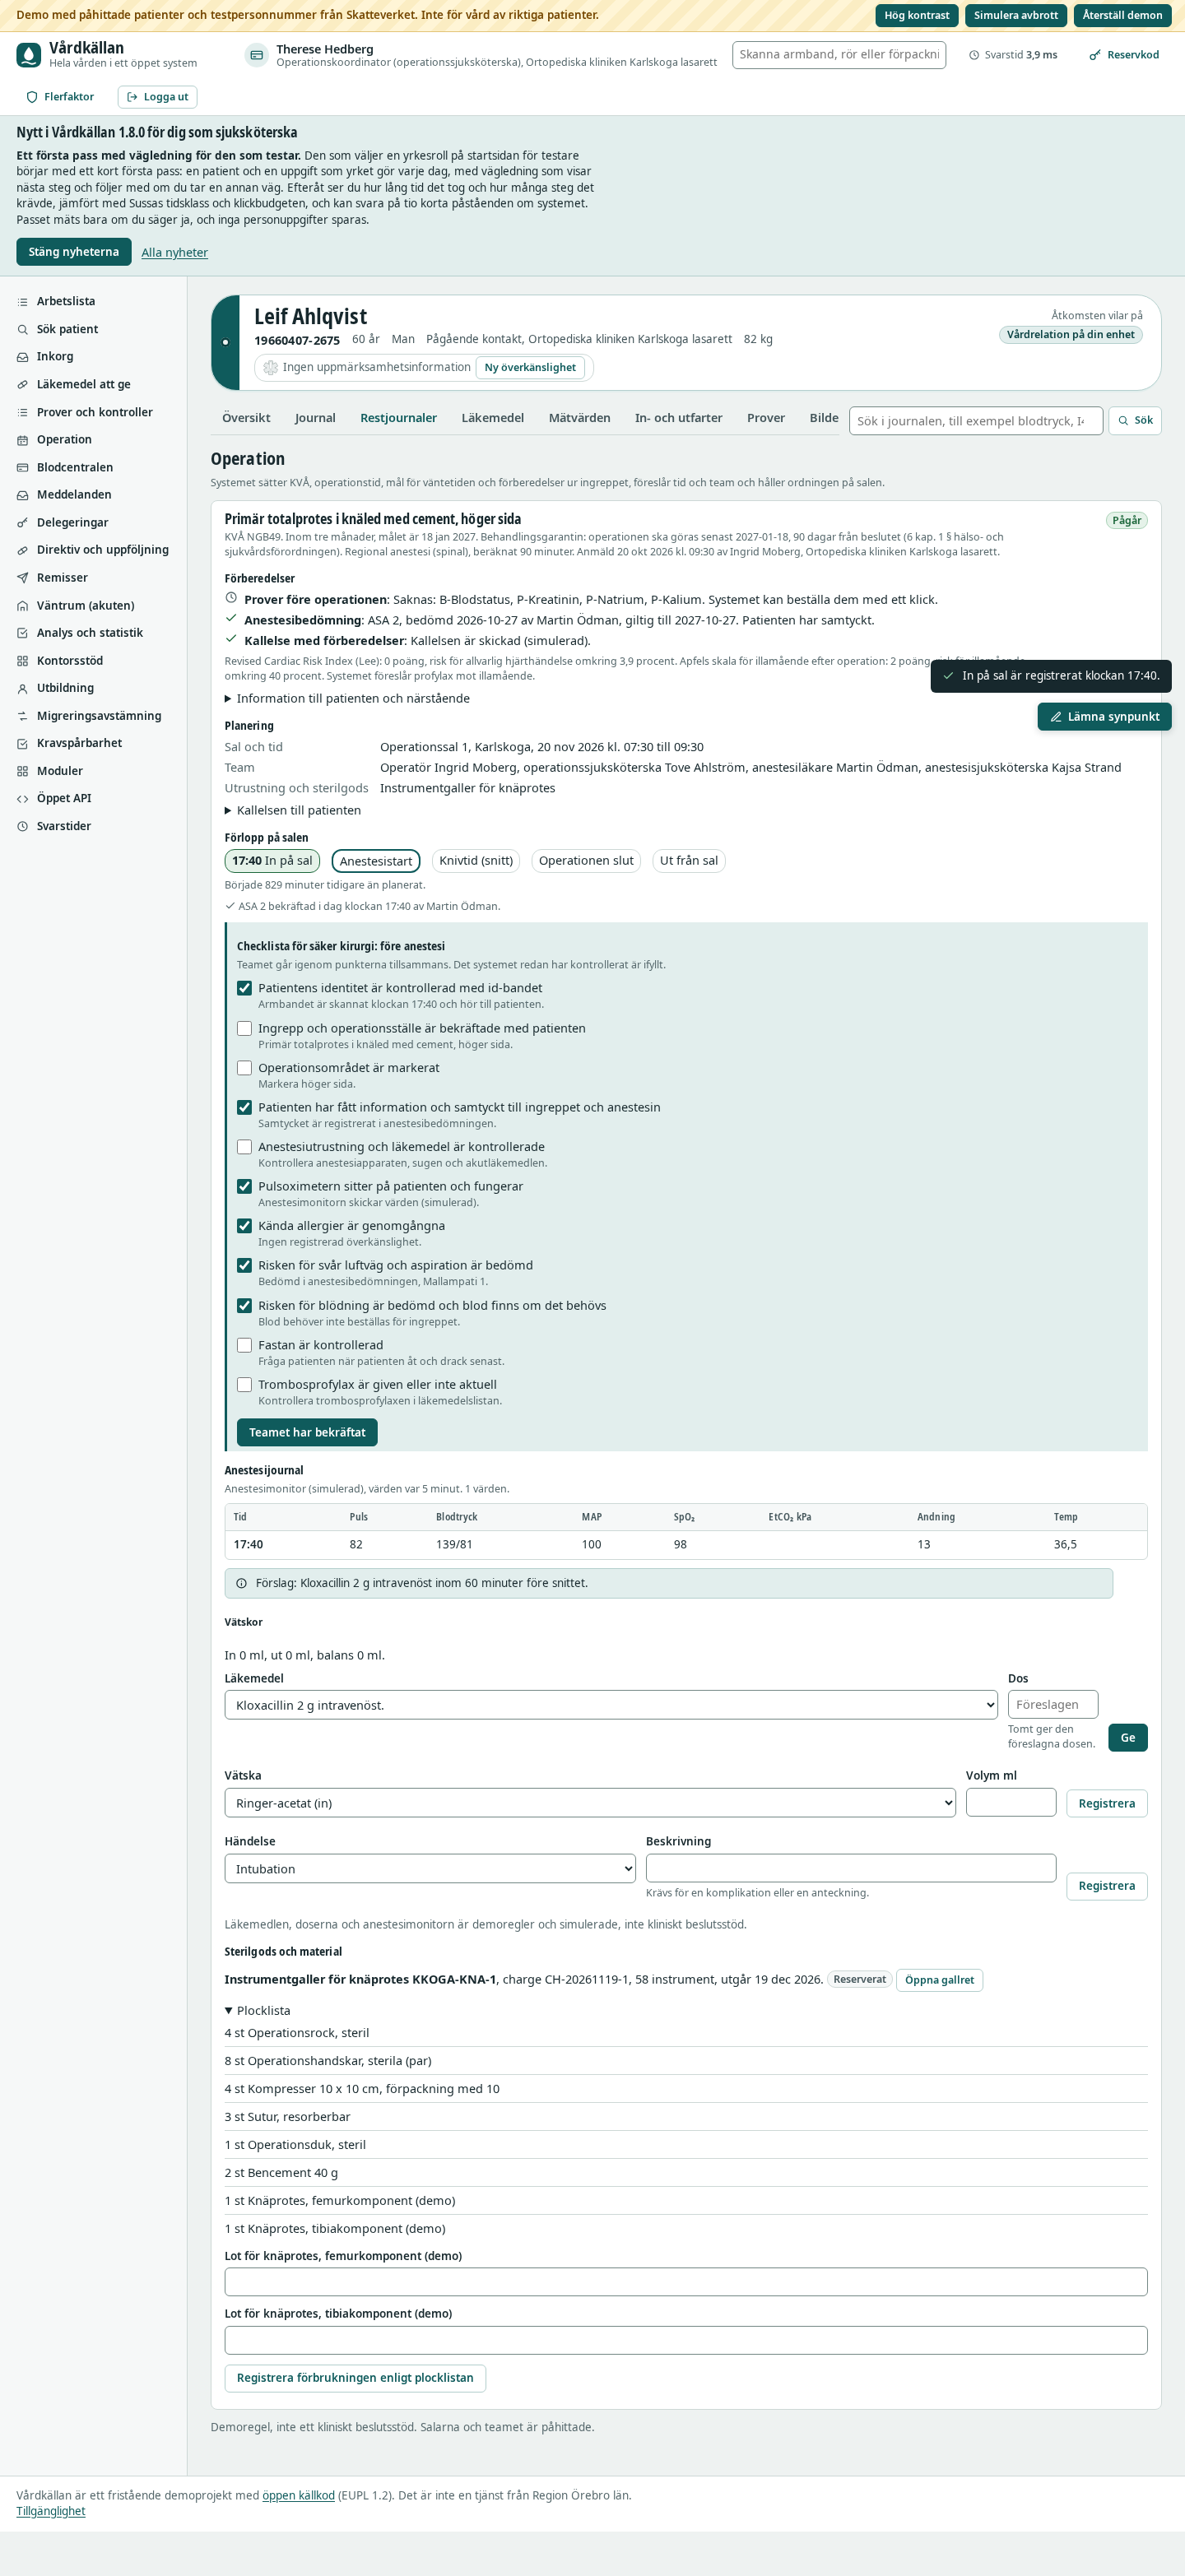 Demo med påhittade patienter och testpersonnummer från Skatteverket. Inte för vård av riktiga patienter.
Hög kontrast
Simulera avbrott
Återställ demon
Vårdkällan
Hela vården i ett öppet system
Therese Hedberg
Operationskoordinator (operationssjuksköterska), Ortopediska kliniken Karlskoga lasarett
Skanna armband, rör eller förpackni
Svarstid 3,9 ms
Reservkod
Flerfaktor
Logga ut
Nytt i Vårdkällan 1.8.0 för dig som sjuksköterska
Ett första pass med vägledning för den som testar. Den som väljer en yrkesroll på startsidan för testare
börjar med ett kort första pass: en patient och en uppgift som yrket gör varje dag, med vägledning som visar
nästa steg och följer med om du tar en annan väg. Efteråt ser du hur lång tid det tog och hur många steg det
krävde, jämfört med Sussas tidsklass och klickbudgeten, och kan svara på tio korta påståenden om systemet.
Passet mäts bara om du säger ja, och inga personuppgifter sparas.
Stäng nyheterna
Alla nyheter
Arbetslista
Sök patient
Inkorg
Läkemedel att ge
Prover och kontroller
Operation
Blodcentralen
Meddelanden
Delegeringar
Direktiv och uppföljning
Remisser
Väntrum (akuten)
Analys och statistik
Kontorsstöd
Utbildning
Migreringsavstämning
Kravspårbarhet
Moduler
Öppet API
Svarstider
Leif Ahlqvist
19660407-2675 60 år Man Pågående kontakt, Ortopediska kliniken Karlskoga lasarett 82 kg
Ingen uppmärksamhetsinformation
Ny överkänslighet
Åtkomsten vilar på
Vårdrelation på din enhet
Översikt
Journal
Restjournaler
Läkemedel
Mätvärden
In- och utfarter
Prover
Bilde
Sök i journalen, till exempel blodtryck, I4
Sök
Operation
Systemet sätter KVÅ, operationstid, mål för väntetiden och förberedelser ur ingreppet, föreslår tid och team och håller ordningen på salen.
Primär totalprotes i knäled med cement, höger sida
Pågår
KVÅ NGB49. Inom tre månader, målet är 18 jan 2027. Behandlingsgaranti: operationen ska göras senast 2027-01-18, 90 dagar från beslutet (6 kap. 1 § hälso- och
sjukvårdsförordningen). Regional anestesi (spinal), beräknat 90 minuter. Anmäld 20 okt 2026 kl. 09:30 av Ingrid Moberg, Ortopediska kliniken Karlskoga lasarett.
Förberedelser
Prover före operationen: Saknas: B-Blodstatus, P-Kreatinin, P-Natrium, P-Kalium. Systemet kan beställa dem med ett klick.
Anestesibedömning: ASA 2, bedömd 2026-10-27 av Martin Ödman, giltig till 2027-10-27. Patienten har samtyckt.
Kallelse med förberedelser: Kallelsen är skickad (simulerad).
Revised Cardiac Risk Index (Lee): 0 poäng, risk för allvarlig hjärthändelse omkring 3,9 procent. Apfels skala för illamående efter operation: 2 poäng, risk för illamående
omkring 40 procent. Systemet föreslår profylax mot illamående.
In på sal är registrerat klockan 17:40.
Information till patienten och närstående
Lämna synpunkt
Planering
Sal och tid Operationssal 1, Karlskoga, 20 nov 2026 kl. 07:30 till 09:30
Team Operatör Ingrid Moberg, operationssjuksköterska Tove Ahlström, anestesiläkare Martin Ödman, anestesisjuksköterska Kajsa Strand
Utrustning och sterilgods Instrumentgaller för knäprotes
Kallelsen till patienten
Förlopp på salen
17:40 In på sal
Anestesistart
Knivtid (snitt)
Operationen slut
Ut från sal
Började 829 minuter tidigare än planerat.
ASA 2 bekräftad i dag klockan 17:40 av Martin Ödman.
Checklista för säker kirurgi: före anestesi
Teamet går igenom punkterna tillsammans. Det systemet redan har kontrollerat är ifyllt.
Patientens identitet är kontrollerad med id-bandet
Armbandet är skannat klockan 17:40 och hör till patienten.
Ingrepp och operationsställe är bekräftade med patienten
Primär totalprotes i knäled med cement, höger sida.
Operationsområdet är markerat
Markera höger sida.
Patienten har fått information och samtyckt till ingreppet och anestesin
Samtycket är registrerat i anestesibedömningen.
Anestesiutrustning och läkemedel är kontrollerade
Kontrollera anestesiapparaten, sugen och akutläkemedlen.
Pulsoximetern sitter på patienten och fungerar
Anestesimonitorn skickar värden (simulerad).
Kända allergier är genomgångna
Ingen registrerad överkänslighet.
Risken för svår luftväg och aspiration är bedömd
Bedömd i anestesibedömningen, Mallampati 1.
Risken för blödning är bedömd och blod finns om det behövs
Blod behöver inte beställas för ingreppet.
Fastan är kontrollerad
Fråga patienten när patienten åt och drack senast.
Trombosprofylax är given eller inte aktuell
Kontrollera trombosprofylaxen i läkemedelslistan.
Teamet har bekräftat
Anestesijournal
Anestesimonitor (simulerad), värden var 5 minut. 1 värden.
Tid Puls Blodtryck MAP SpO₂ EtCO₂ kPa Andning Temp
17:40 82 139/81 100 98 13 36,5
Förslag: Kloxacillin 2 g intravenöst inom 60 minuter före snittet.
Vätskor
In 0 ml, ut 0 ml, balans 0 ml.
Läkemedel
Dos
Kloxacillin 2 g intravenöst.
Föreslagen
Tomt ger den
föreslagna dosen.
Ge
Vätska
Volym ml
Ringer-acetat (in)
Registrera
Händelse
Beskrivning
Intubation
Krävs för en komplikation eller en anteckning.
Registrera
Läkemedlen, doserna och anestesimonitorn är demoregler och simulerade, inte kliniskt beslutsstöd.
Sterilgods och material
Instrumentgaller för knäprotes KKOGA-KNA-1, charge CH-20261119-1, 58 instrument, utgår 19 dec 2026. Reserverat Öppna gallret
Plocklista
4 st Operationsrock, steril
8 st Operationshandskar, sterila (par)
4 st Kompresser 10 x 10 cm, förpackning med 10
3 st Sutur, resorberbar
1 st Operationsduk, steril
2 st Bencement 40 g
1 st Knäprotes, femurkomponent (demo)
1 st Knäprotes, tibiakomponent (demo)
Lot för knäprotes, femurkomponent (demo)
Lot för knäprotes, tibiakomponent (demo)
Registrera förbrukningen enligt plocklistan
Demoregel, inte ett kliniskt beslutsstöd. Salarna och teamet är påhittade.
Vårdkällan är ett fristående demoprojekt med öppen källkod (EUPL 1.2). Det är inte en tjänst från Region Örebro län.
Tillgänglighet